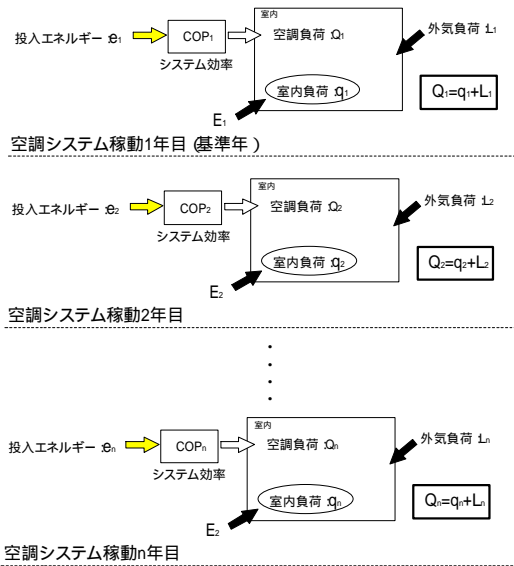 室内
投入エネルギー:e₁
COP₁
空調負荷:Q₁
外気負荷:L₁
システム効率
室内負荷:q₁
Q₁=q₁+L₁
E₁
空調システム稼動1年目(基準年)
室内
投入エネルギー:e₂
COP₂
空調負荷:Q₂
外気負荷:L₂
システム効率
室内負荷:q₂
Q₂=q₂+L₂
E₂
空調システム稼動2年目
室内
投入エネルギー:eₙ
COPₙ
空調負荷:Qₙ
外気負荷:Lₙ
システム効率
室内負荷:qₙ
Qₙ=qₙ+Lₙ
E₂
空調システム稼動n年目